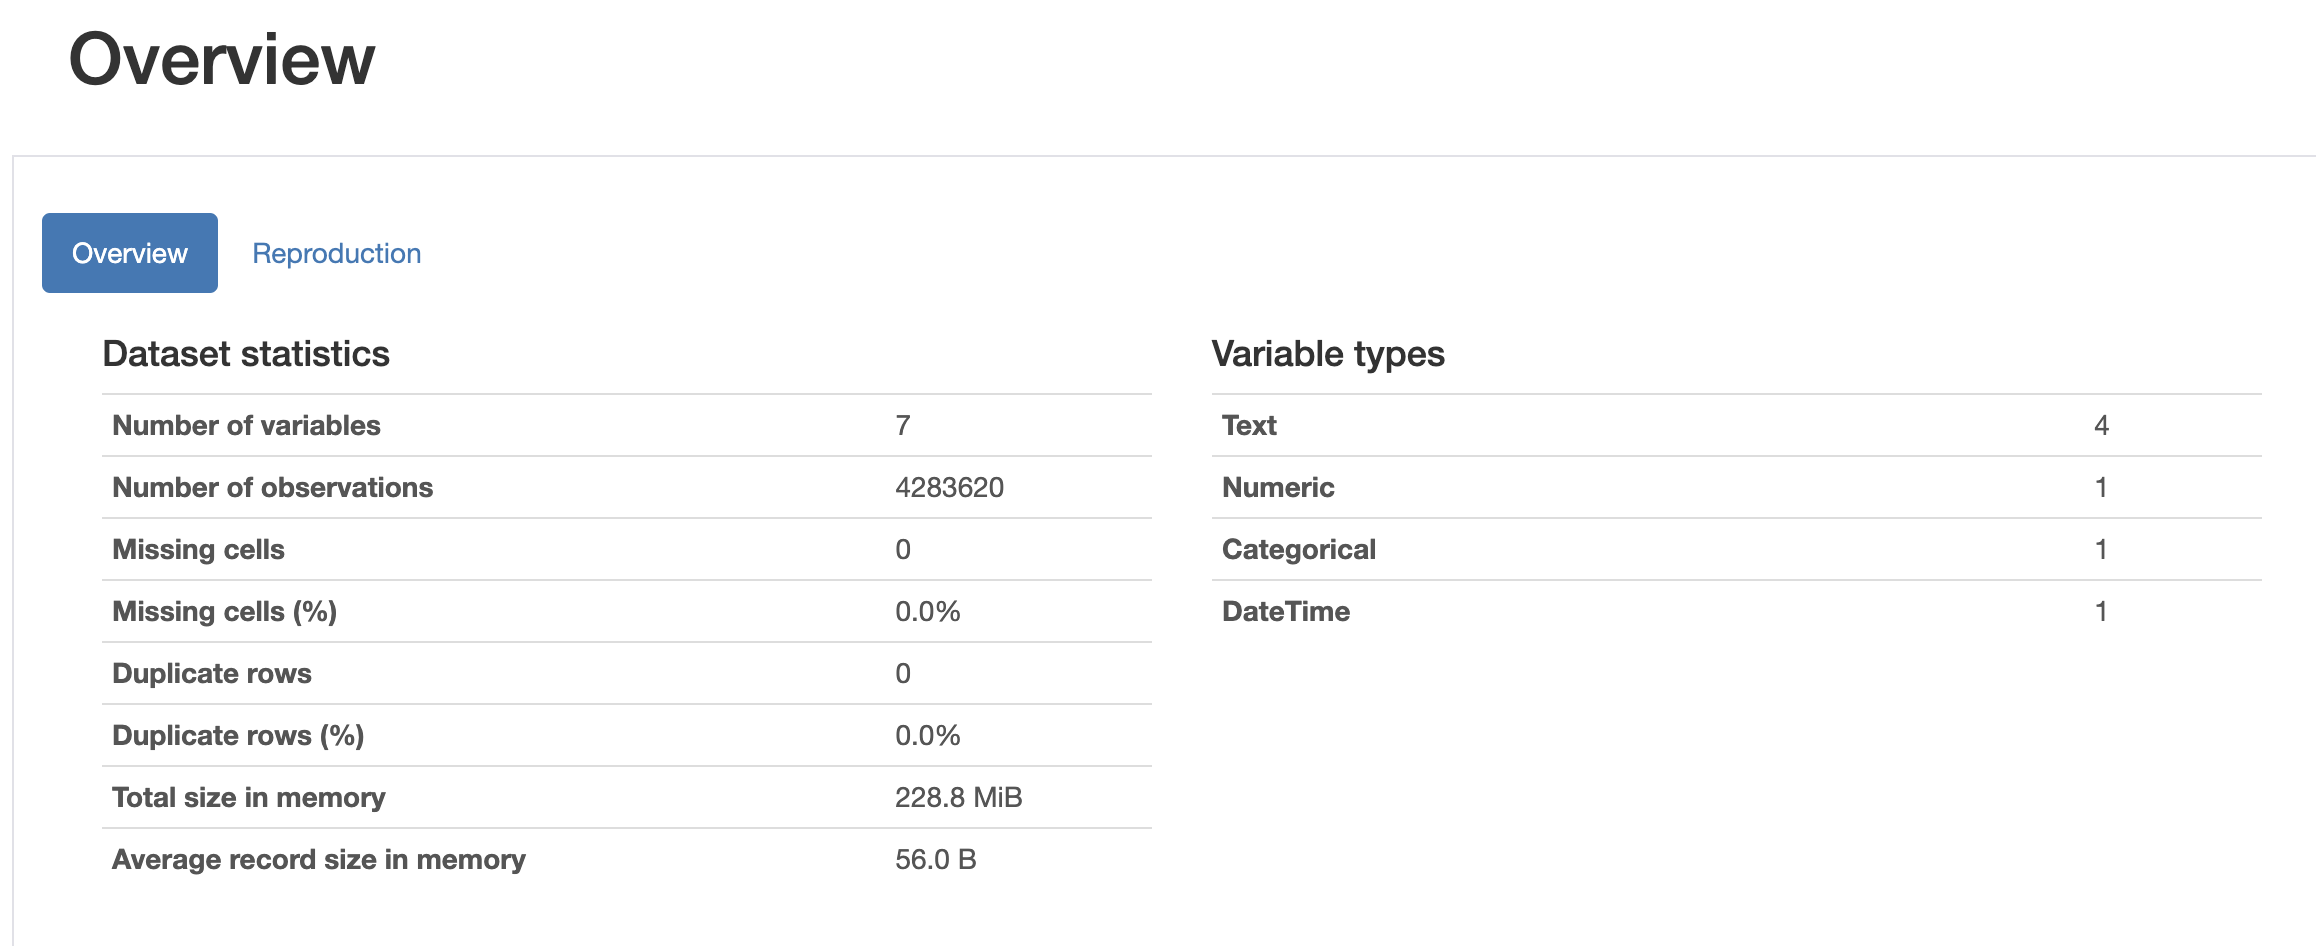 Overview
Overview Reproduction
Dataset statistics
Number of variables 7
Number of observations 4283620
Missing cells 0
Missing cells (%) 0.0%
Duplicate rows 0
Duplicate rows (%) 0.0%
Total size in memory 228.8 MiB
Average record size in memory 56.0 B
Variable types
Text 4
Numeric 1
Categorical 1
DateTime 1